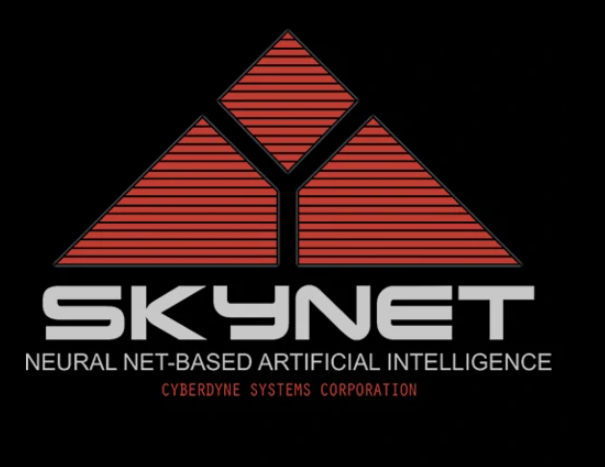 SKYNET
NEURAL NET-BASED ARTIFICIAL INTELLIGENCE
CYBERDYNE SYSTEMS CORPORATION